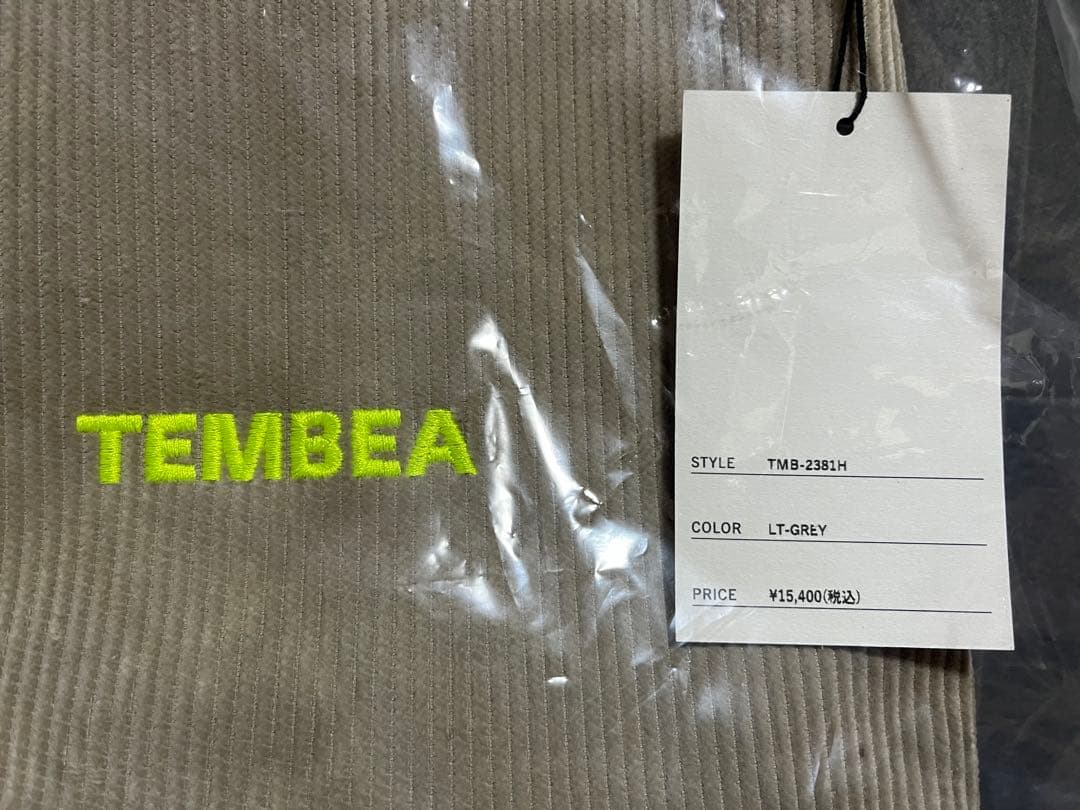 TEMBEA
STYLE TMB-2381H
COLOR LT-GREY
PRICE ¥15,400(税込)